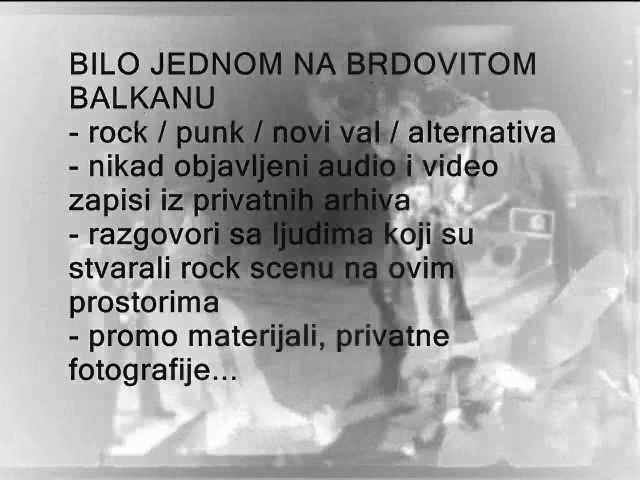 BILO JEDNOM NA BRDOVITOM
BALKANU
- rock / punk / novi val / alternativa
- nikad objavljeni audio i video
zapisi iz privatnih arhiva
- razgovori sa ljudima koji su
stvarali rock scenu na ovim
prostorima
- promo materijali, privatne
fotografije...